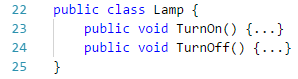 22 public class Lamp {
23     public void TurnOn() {...}
24     public void TurnOff() {...}
25 }